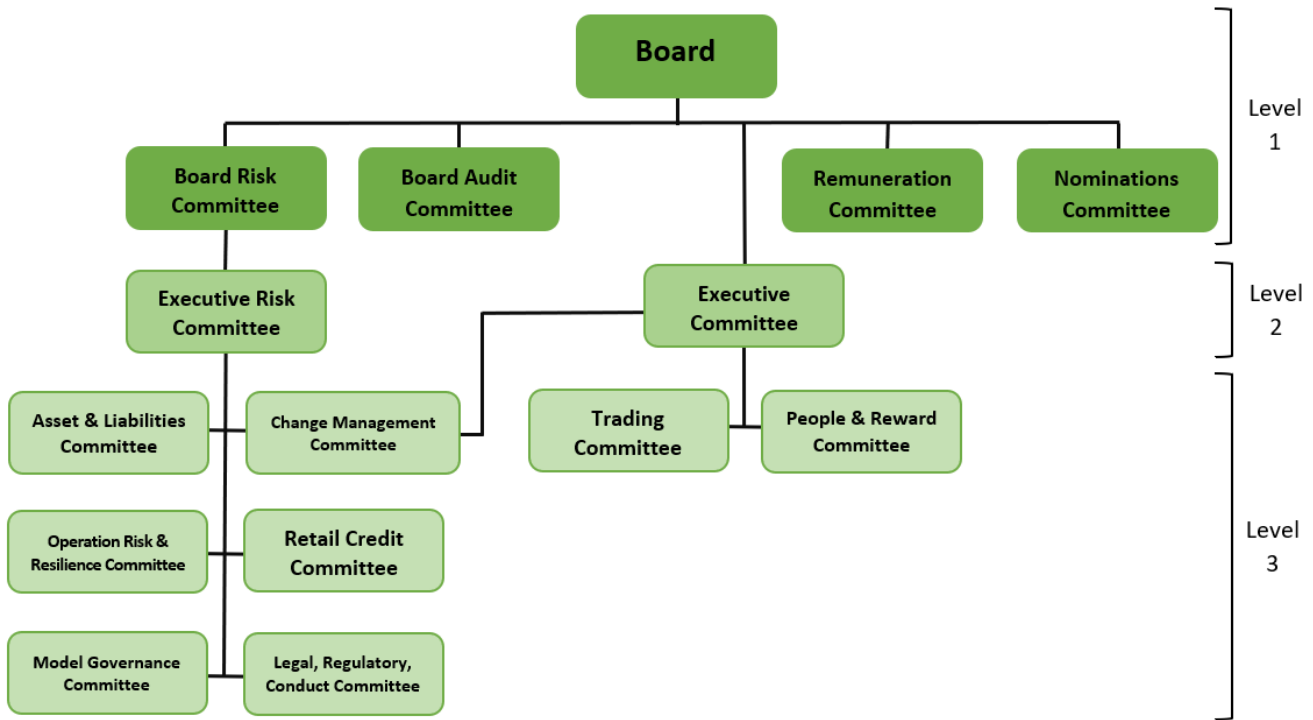 Board
Level
1
Board Risk
Committee
Board Audit
Committee
Remuneration
Committee
Nominations
Committee
Executive Risk
Committee
Executive
Committee
Level
2
Asset & Liabilities
Committee
Change Management
Committee
Trading
Committee
People & Reward
Committee
Operation Risk &
Resilience Committee
Retail Credit
Committee
Level
3
Model Governance
Committee
Legal, Regulatory,
Conduct Committee